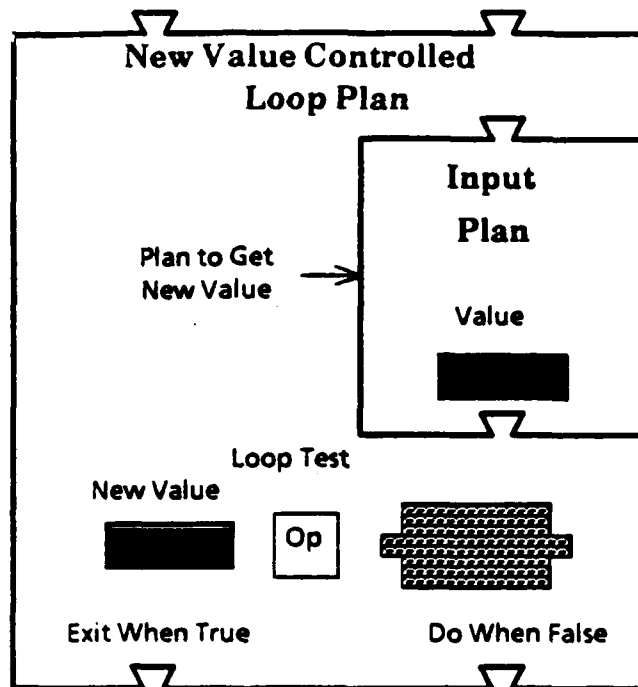 New Value Controlled
Loop Plan
Input
Plan
Plan to Get
New Value
Value
Loop Test
New Value
Op
Exit When True
Do When False